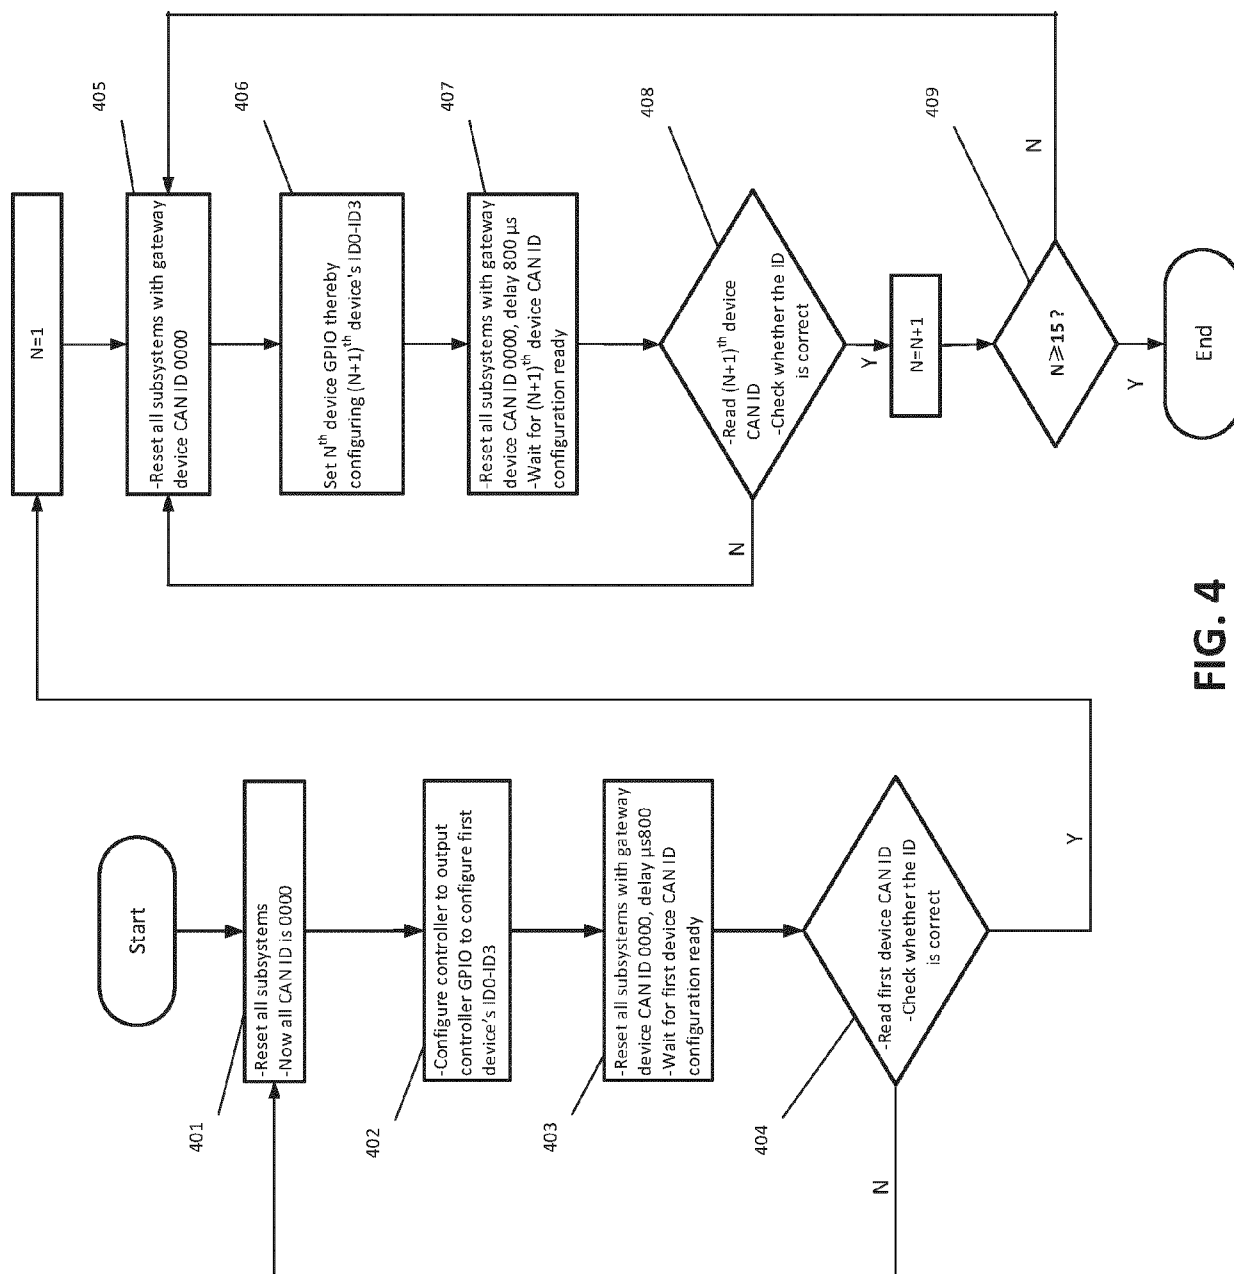 Start
401
-Reset all subsystems
-Now all CAN ID is 0000
402
-Configure controller to output
controller GPIO to configure first
device's ID0-ID3
403
-Reset all subsystems with gateway
device CAN ID 0000, delay µs800
-Wait for first device CAN ID
configuration ready
404
-Read first device CAN ID
-Check whether the ID
is correct
N
Y
N=1
405
-Reset all subsystems with gateway
device CAN ID 0000
406
Set Nth device GPIO thereby
configuring (N+1)th device's ID0-ID3
407
-Reset all subsystems with gateway
device CAN ID 0000, delay 800 µs
-Wait for (N+1)th device CAN ID
configuration ready
408
-Read (N+1)th device
CAN ID
-Check whether the ID
is correct
N
Y
N=N+1
409
N⩾15?
N
Y
End
FIG. 4